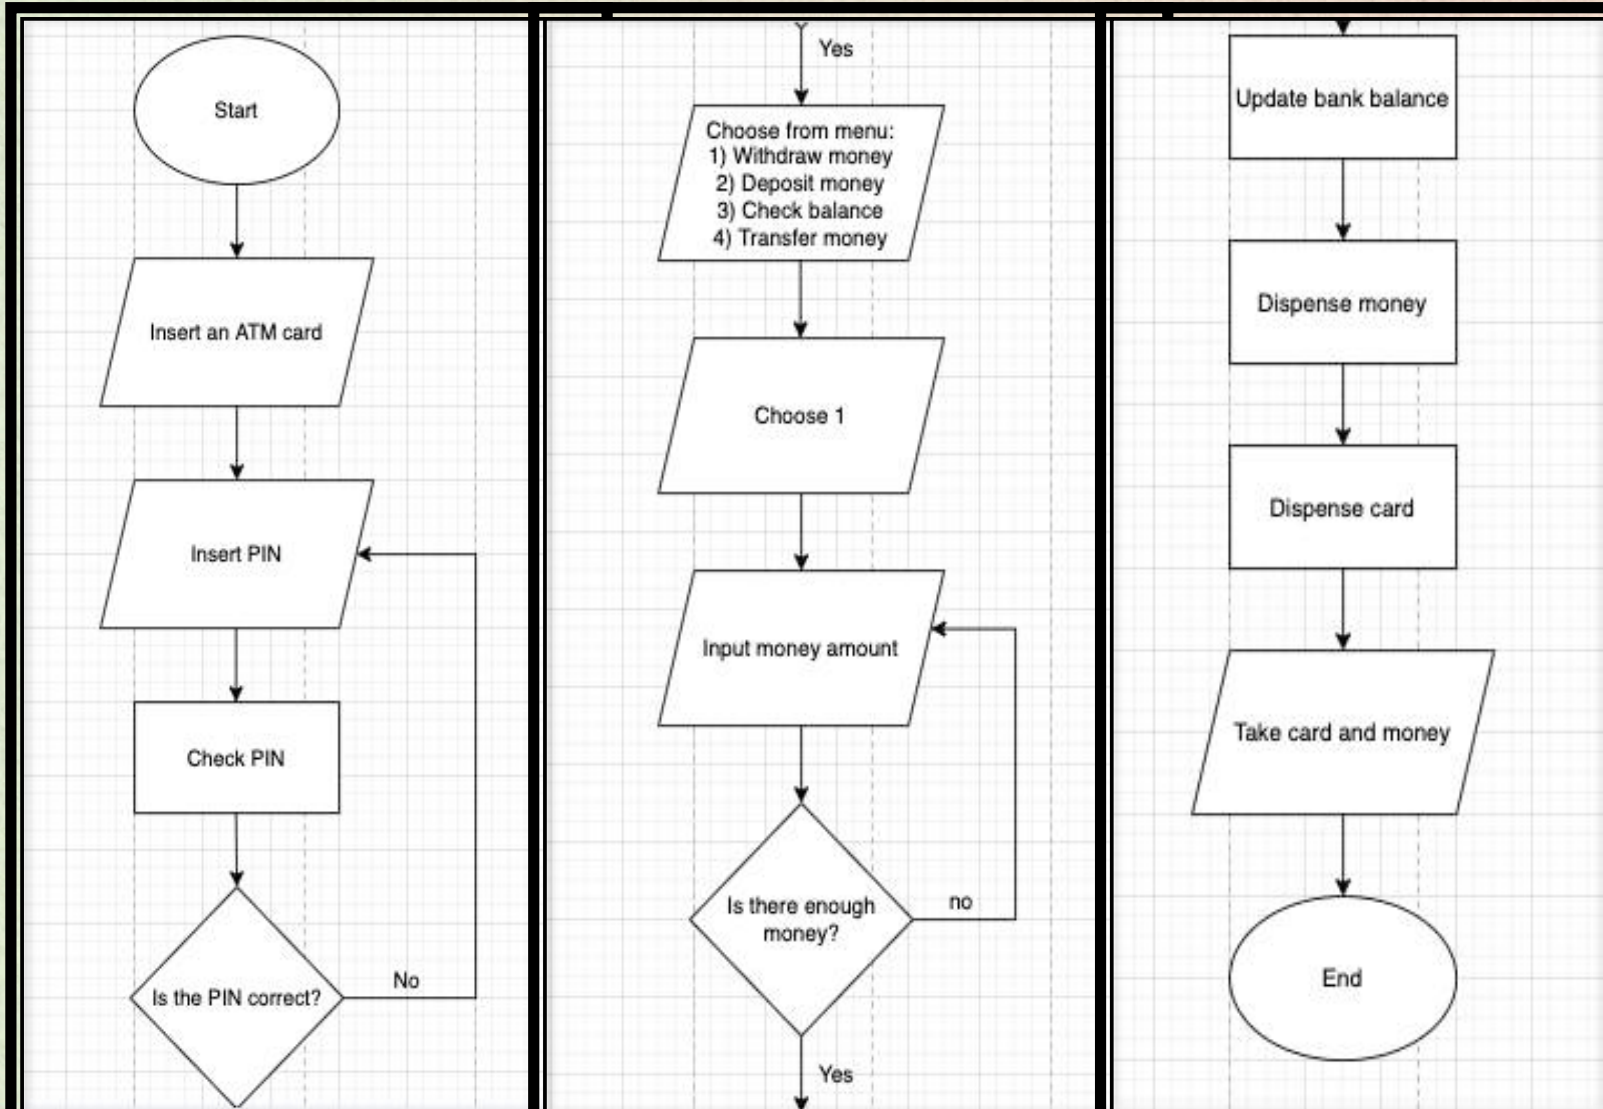 Start
Insert an ATM card
Insert PIN
Check PIN
Is the PIN correct?
No
Yes
Choose from menu:
1) Withdraw money
2) Deposit money
3) Check balance
4) Transfer money
Choose 1
Input money amount
Is there enough
money?
no
Yes
Update bank balance
Dispense money
Dispense card
Take card and money
End